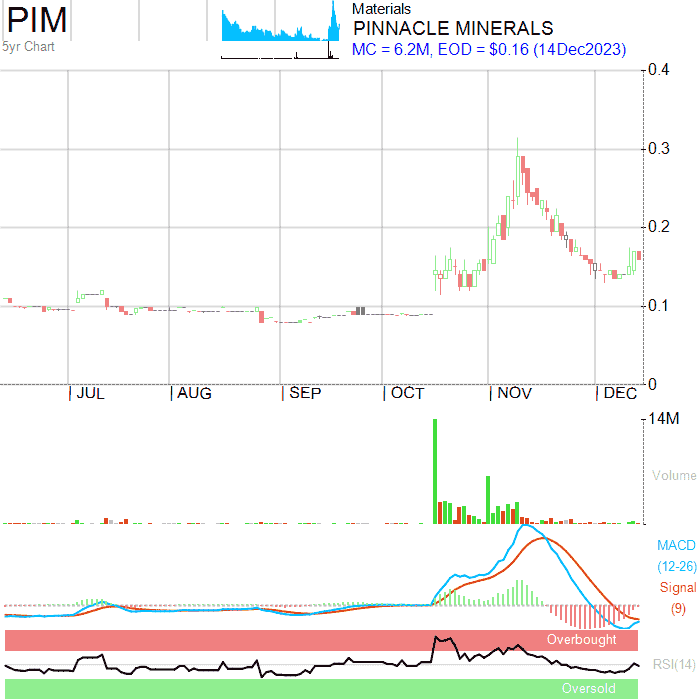 PIM
5yr Chart
Materials
PINNACLE MINERALS
MC = 6.2M, EOD = $0.16 (14Dec2023)
0.4
0.3
0.2
0.1
0
JUL AUG SEP OCT NOV DEC
14M
Volume
MACD
(12-26)
Signal
(9)
Overbought
RSI(14)
Oversold